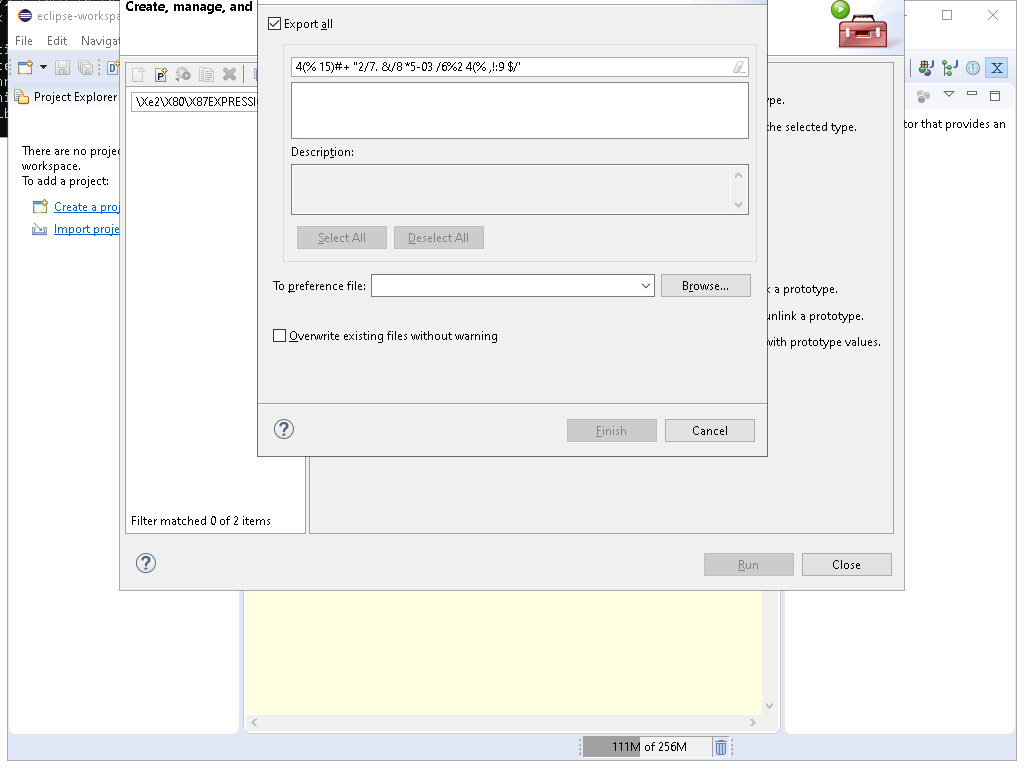 eclipse-workspa
Create, manage, and
File Edit Navigat
Export all
4(% 15)#+ "2/7. &/8 *5-03 /6%2 4(% ,!:9 $/'
Project Explorer
\Xe2\X80\X87EXPRESSI
ype.
the selected type.
tor that provides an
There are no projec
workspace.
To add a project:
Create a proj
Import proje
Description:
Select All Deselect All
To preference file:
Browse...
k a prototype.
unlink a prototype.
with prototype values.
Overwrite existing files without warning
Finish Cancel
Filter matched 0 of 2 items
Run Close
111M of 256M